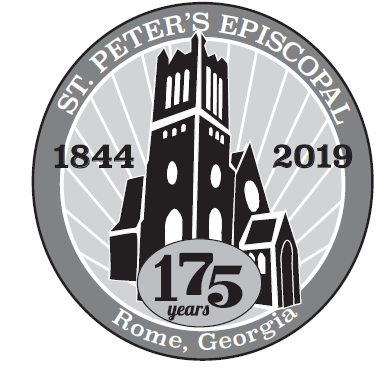 ST. PETER'S EPISCOPAL
1844 2019
175
years
Rome, Georgia